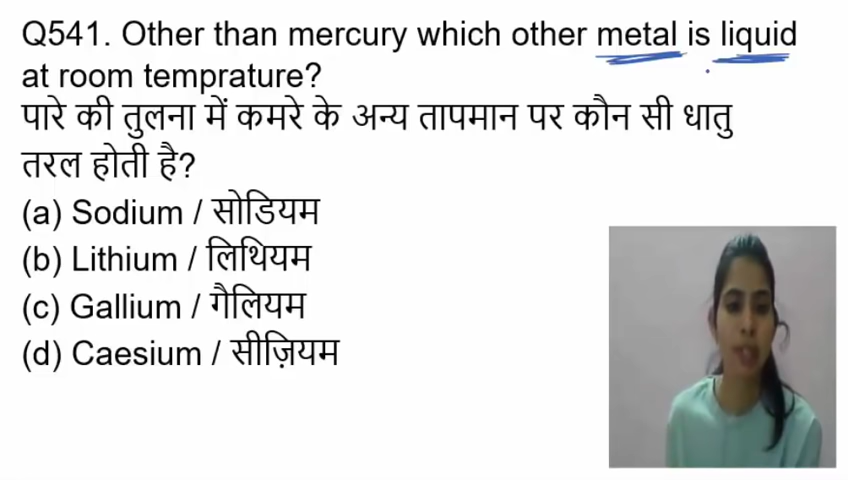 Q541. Other than mercury which other metal is liquid
at room temprature?
पारे की तुलना में कमरे के अन्य तापमान पर कौन सी धातु
तरल होती है?
(a) Sodium / सोडियम
(b) Lithium / लिथियम
(c) Gallium / गैलियम
(d) Caesium / सीज़ियम